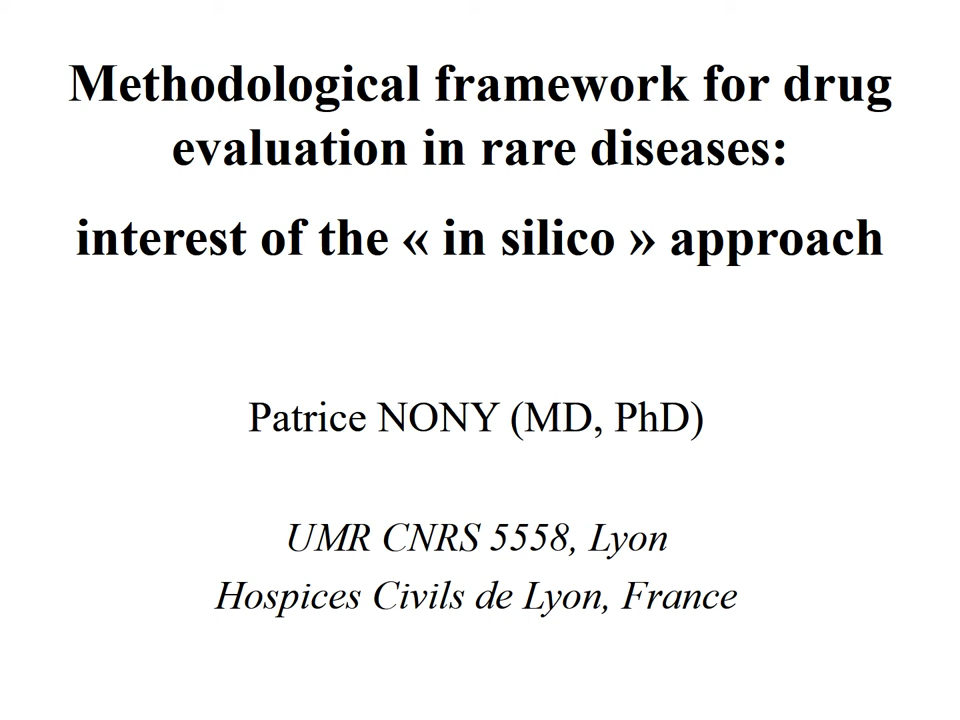 Methodological framework for drug
evaluation in rare diseases:
interest of the « in silico » approach
Patrice NONY (MD, PhD)
UMR CNRS 5558, Lyon
Hospices Civils de Lyon, France